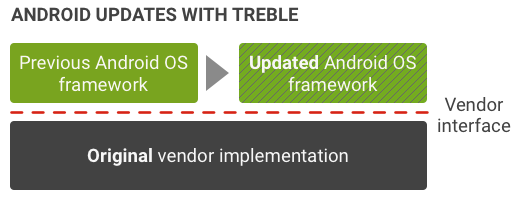 ANDROID UPDATES WITH TREBLE
Previous Android OS
framework
Updated Android OS
framework
Vendor
interface
Original vendor implementation